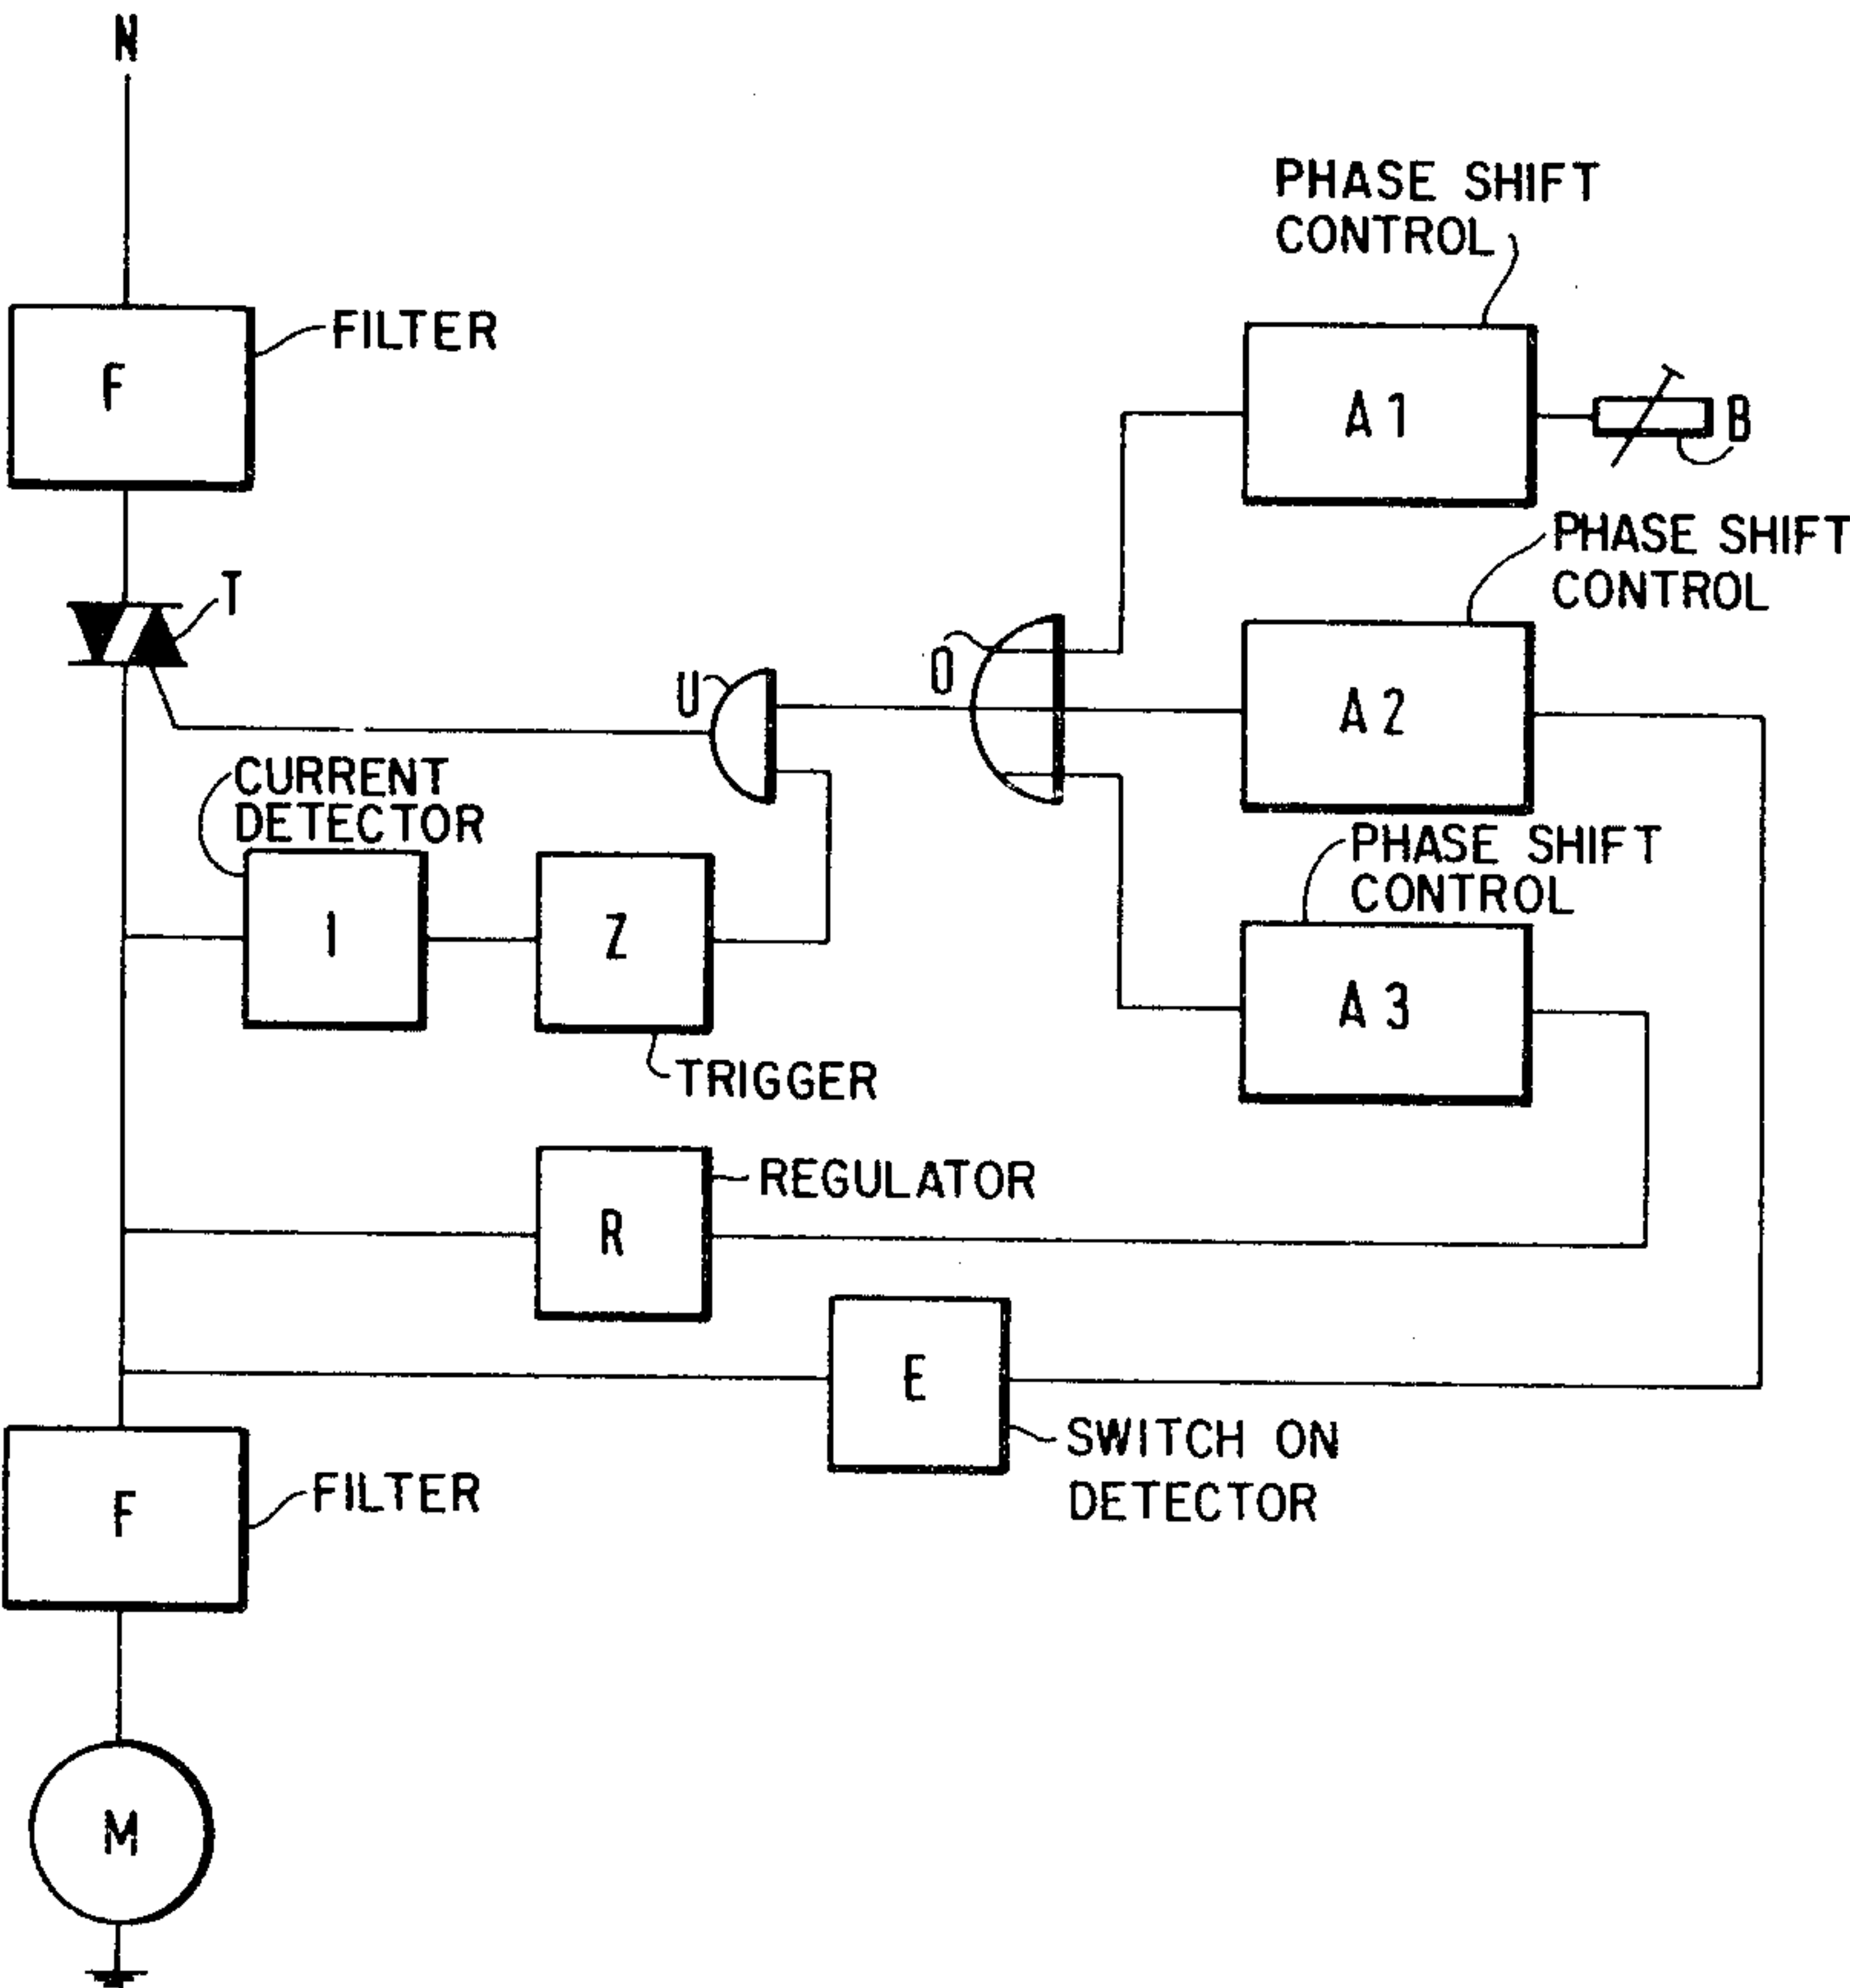 N
PHASE SHIFT
CONTROL
FILTER
F
A 1
B
PHASE SHIFT
CONTROL
T
U
O
A 2
CURRENT
DETECTOR
PHASE SHIFT
CONTROL
I
Z
A 3
TRIGGER
REGULATOR
R
E
SWITCH ON
DETECTOR
F
FILTER
M